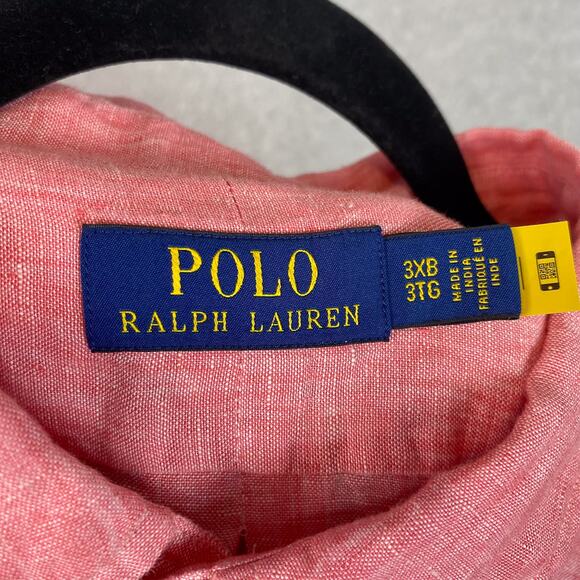 POLO
RALPH LAUREN
3XB
3TG
MADE IN
INDIA
FABRIQUÉ EN
INDE